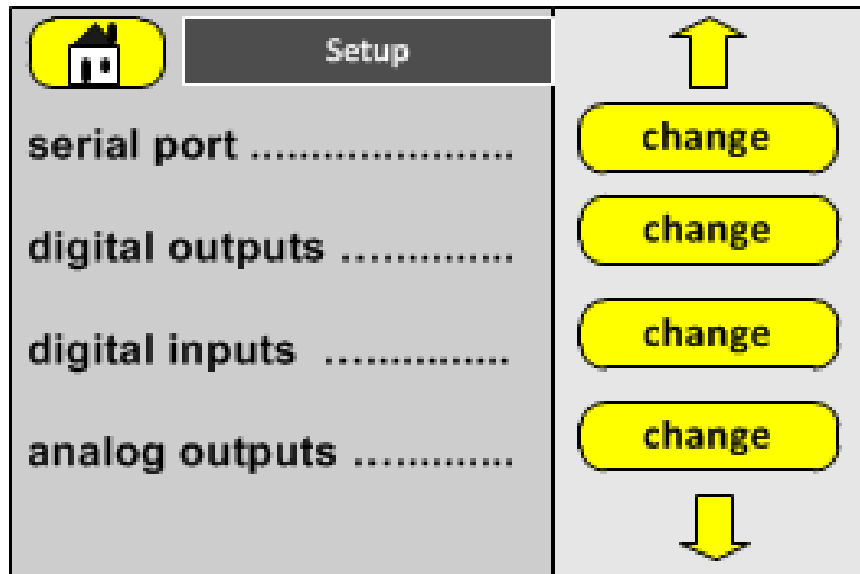 Setup
serial port ...................... change
digital outputs .............. change
digital inputs ............... change
analog outputs ............. change